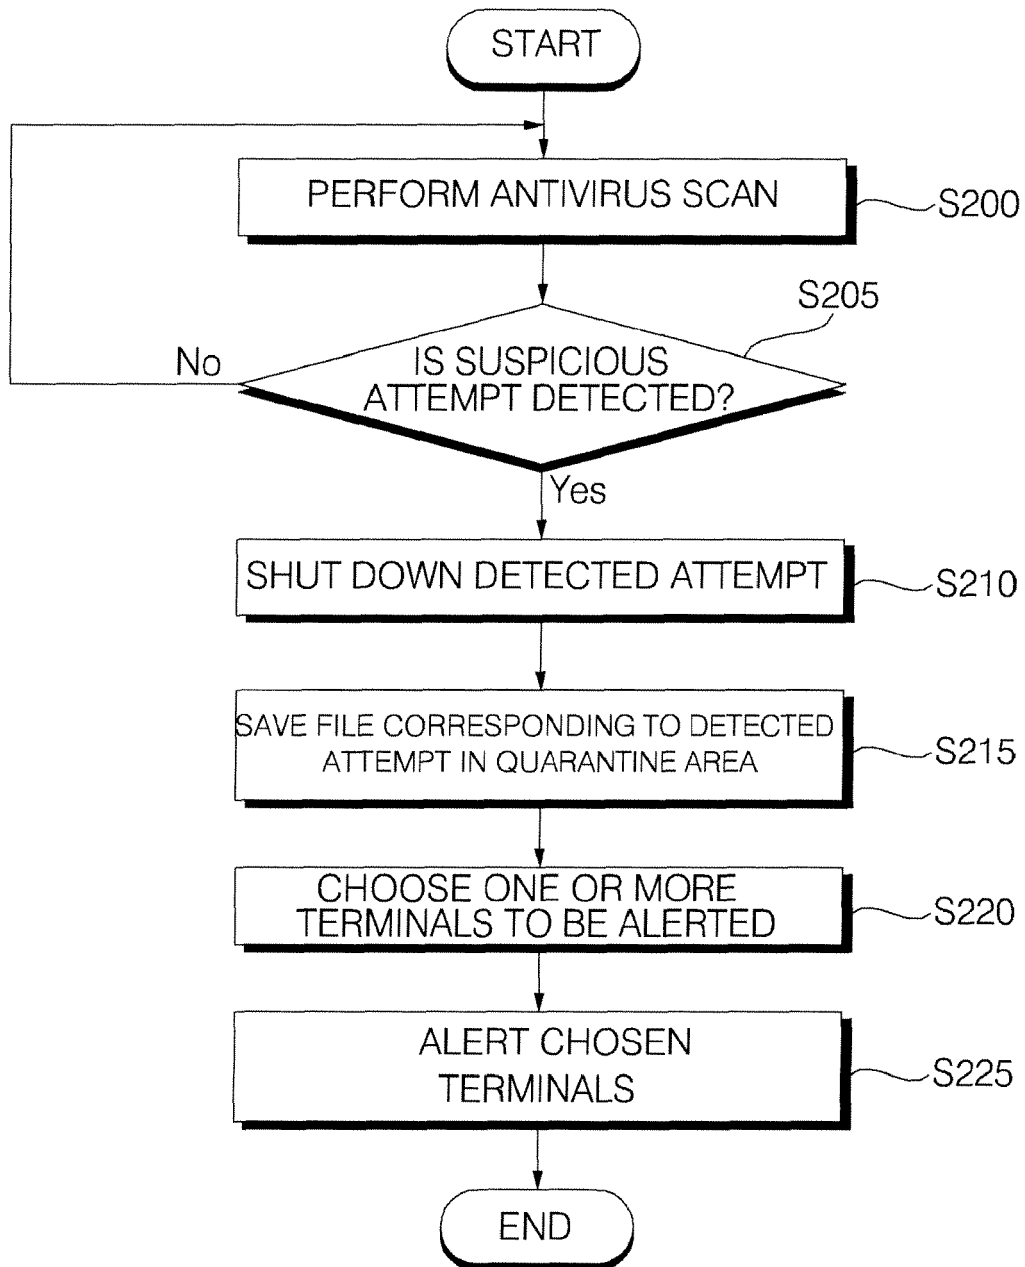 START
PERFORM ANTIVIRUS SCAN
S200
S205
No
IS SUSPICIOUS
ATTEMPT DETECTED?
Yes
SHUT DOWN DETECTED ATTEMPT
S210
SAVE FILE CORRESPONDING TO DETECTED
ATTEMPT IN QUARANTINE AREA
S215
CHOOSE ONE OR MORE
TERMINALS TO BE ALERTED
S220
ALERT CHOSEN
TERMINALS
S225
END